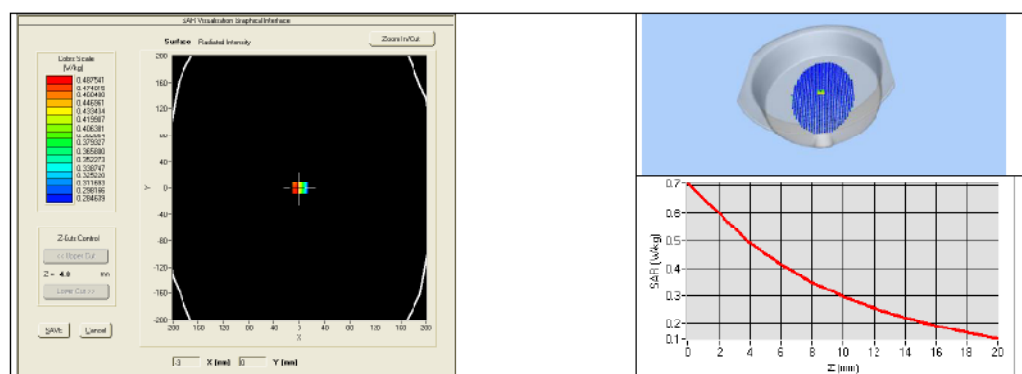 SAR Visualisation Graphical Interface
Surface Radiated Intensity
Zoom In/Out
Colors Scale
(W/kg)
0.487541
0.474015
0.460488
0.446961
0.433434
0.419907
0.406381
0.379327
0.365800
0.352273
0.338747
0.325220
0.311693
0.298166
0.284639
200
160
120
80
40
Y
0
-40
-80
-120
-160
-200
200 160 120 80 40 0 40 80 120 160 200
X
Z-Cuts Control
<< Upper Cut
Z = 4.0 mm
Lower Cut >>
SAVE
Cancel
-3 X (mm) 0 Y (mm)
SAR (W/kg)
0.7
0.6
0.5
0.4
0.3
0.2
0.1
0 2 4 6 8 10 12 14 16 18 20
Z (mm)